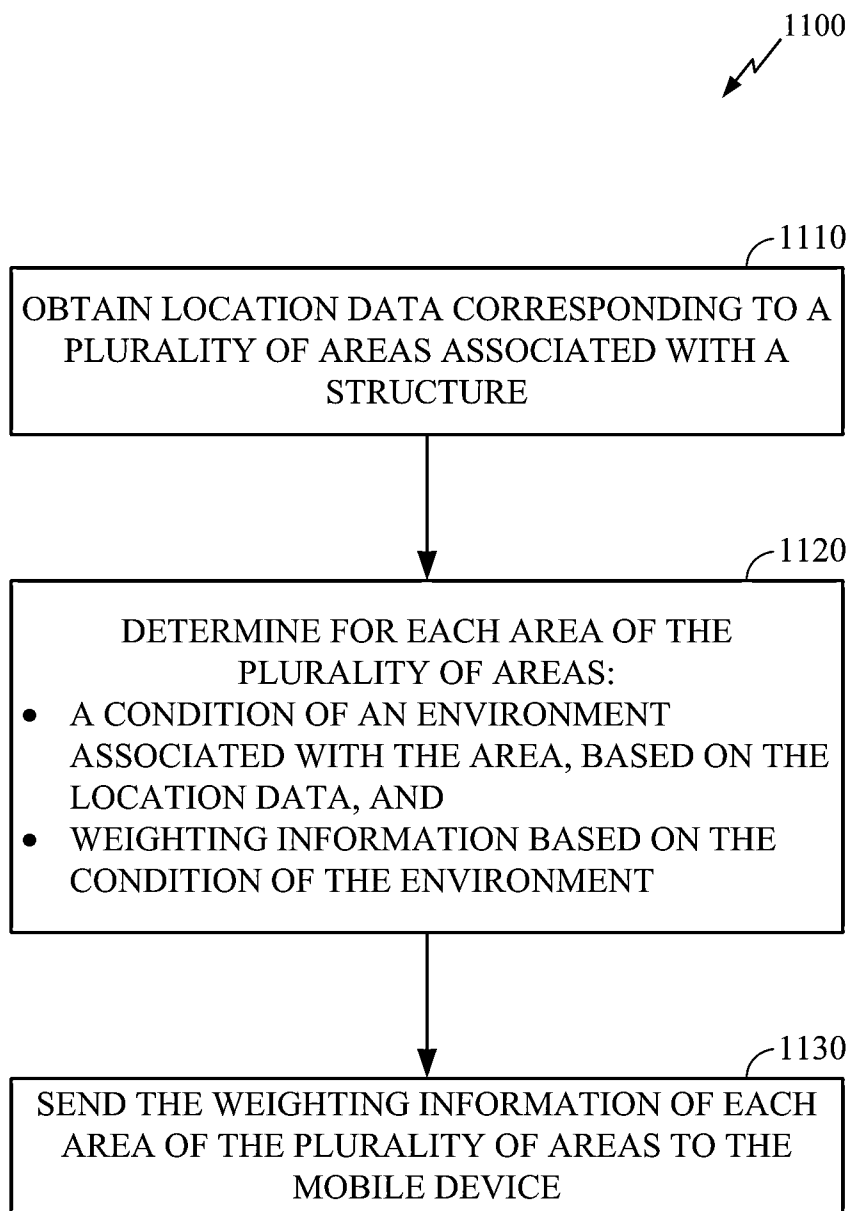 1100
1110
OBTAIN LOCATION DATA CORRESPONDING TO A
PLURALITY OF AREAS ASSOCIATED WITH A
STRUCTURE
1120
DETERMINE FOR EACH AREA OF THE
PLURALITY OF AREAS:
• A CONDITION OF AN ENVIRONMENT
ASSOCIATED WITH THE AREA, BASED ON THE
LOCATION DATA, AND
• WEIGHTING INFORMATION BASED ON THE
CONDITION OF THE ENVIRONMENT
1130
SEND THE WEIGHTING INFORMATION OF EACH
AREA OF THE PLURALITY OF AREAS TO THE
MOBILE DEVICE